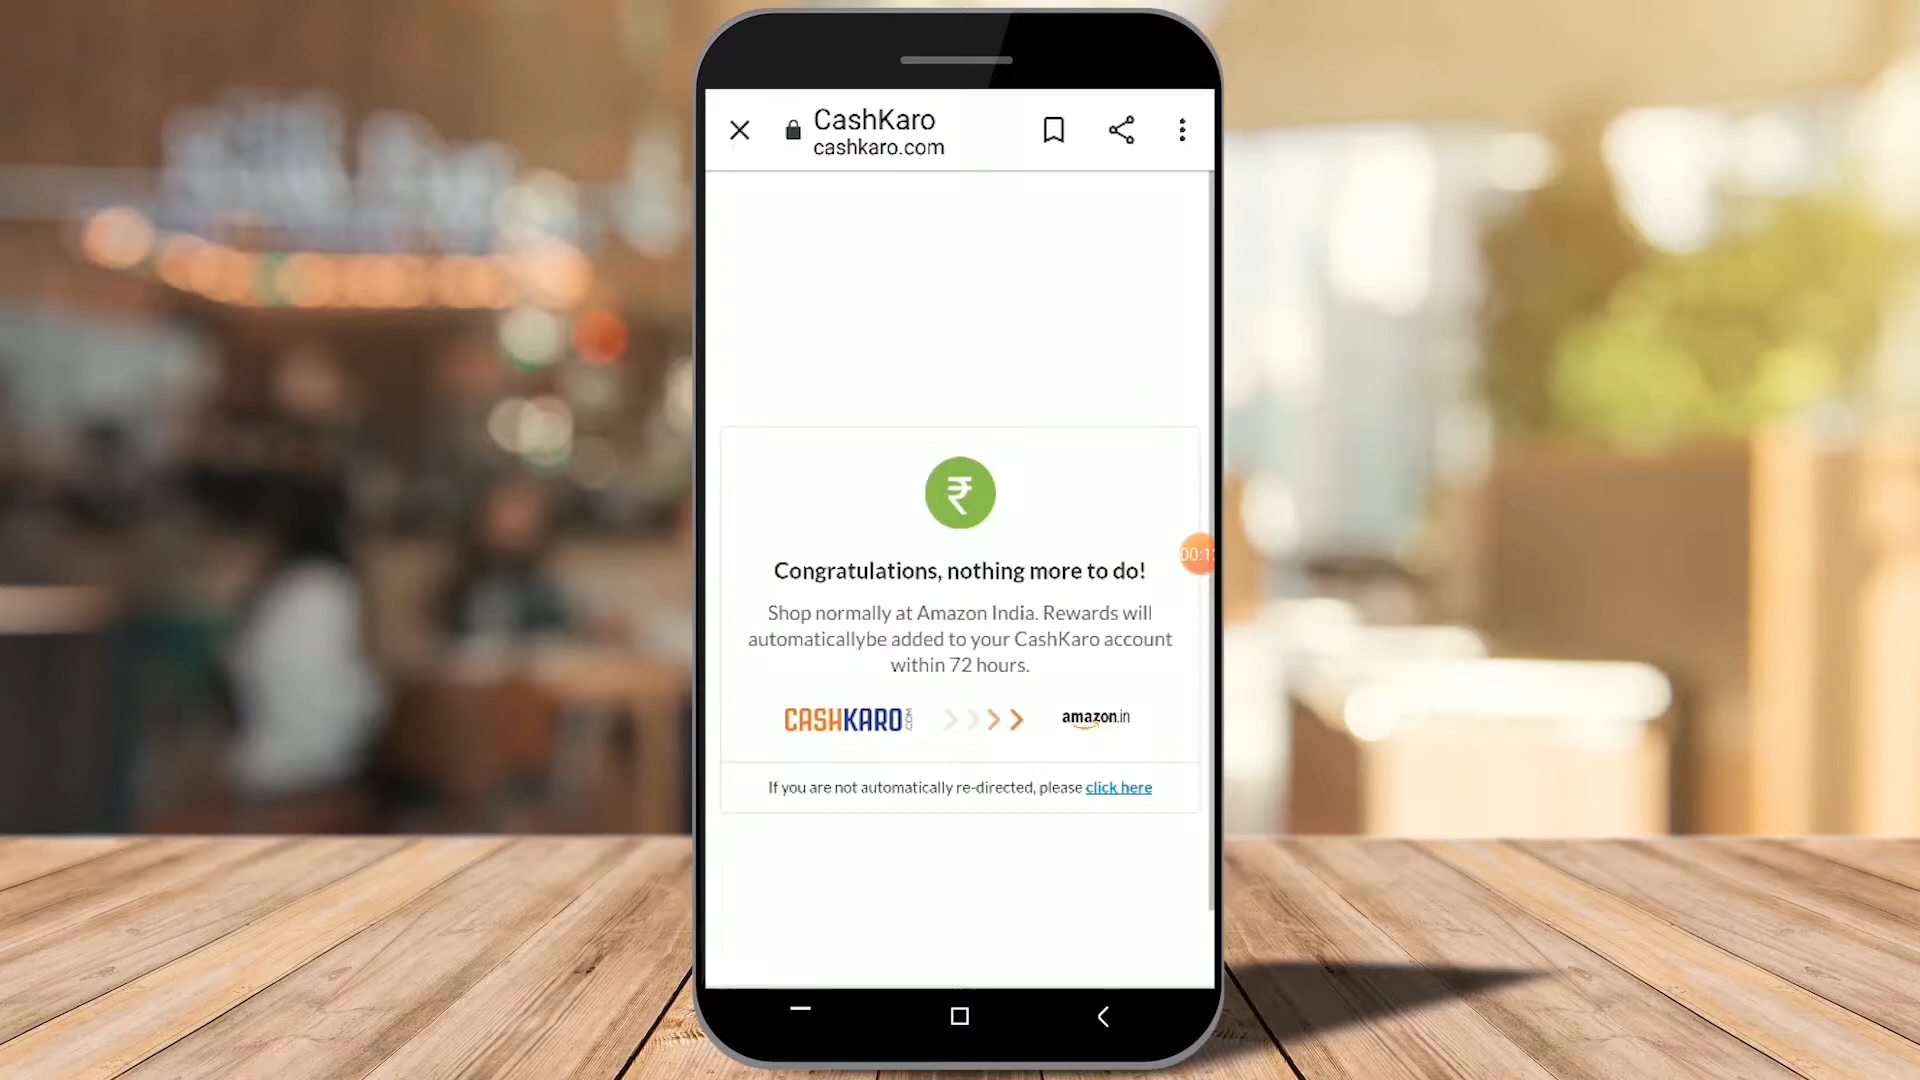 CashKaro
cashkaro.com
₹
00:1
Congratulations, nothing more to do!
Shop normally at Amazon India. Rewards will
automaticallybe added to your CashKaro account
within 72 hours.
CASHKARO.COM
amazon.in
If you are not automatically re-directed, please click here